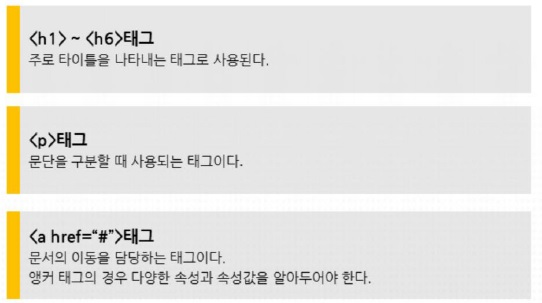 <h1> ~ <h6>태그
주로 타이틀을 나타내는 태그로 사용된다.
<p>태그
문단을 구분할 때 사용되는 태그이다.
<a href=“#”>태그
문서의 이동을 담당하는 태그이다.
앵커 태그의 경우 다양한 속성과 속성값을 알아두어야 한다.